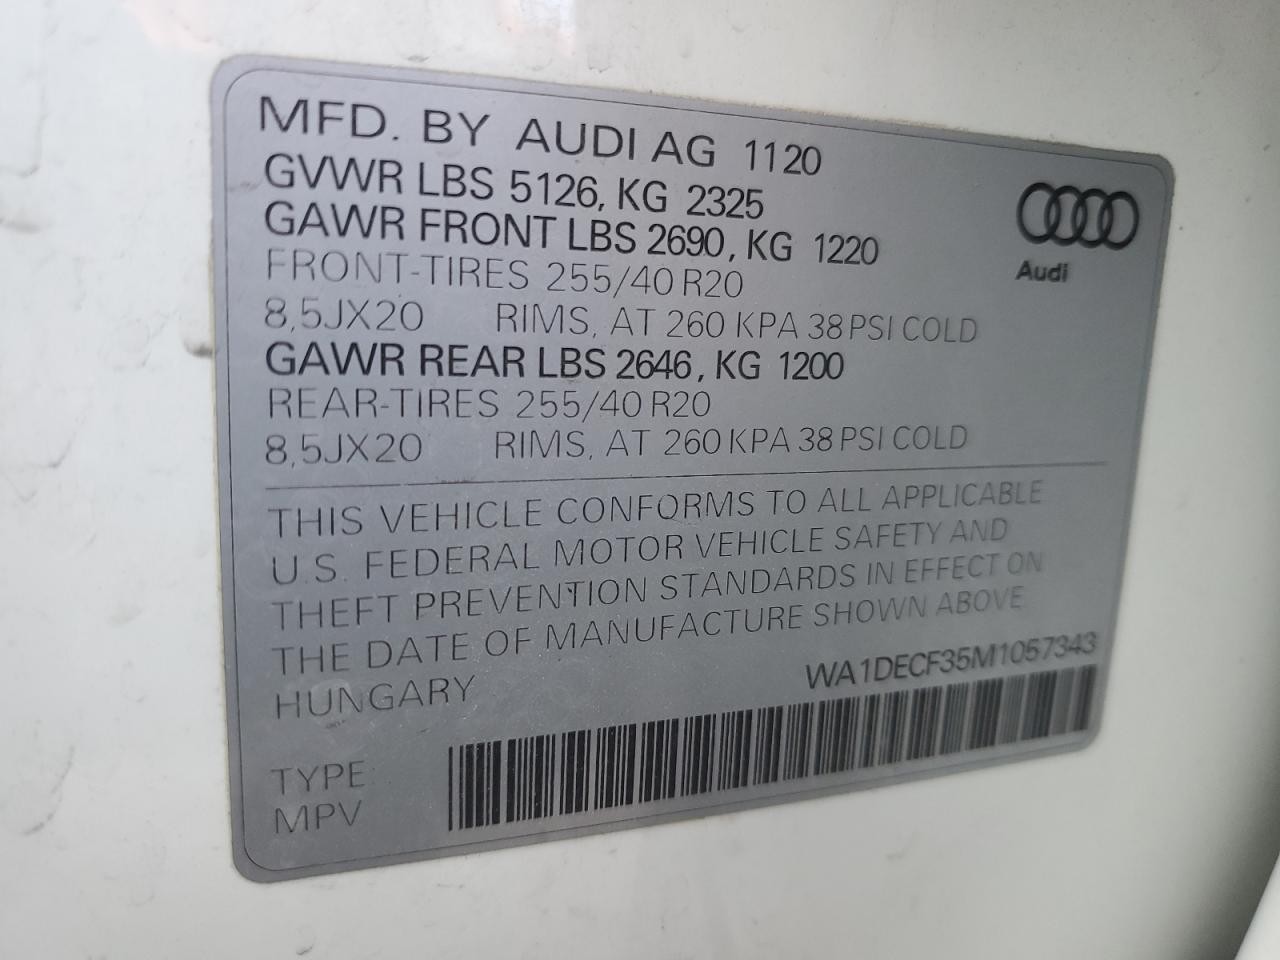 MFD. BY AUDI AG 1120
GVWR LBS 5126, KG 2325
GAWR FRONT LBS 2690, KG 1220
FRONT-TIRES 255/40 R20
8,5JX20 RIMS, AT 260 KPA 38 PSI COLD
GAWR REAR LBS 2646, KG 1200
REAR-TIRES 255/40 R20
8,5JX20 RIMS, AT 260 KPA 38 PSI COLD
Audi
THIS VEHICLE CONFORMS TO ALL APPLICABLE
U.S. FEDERAL MOTOR VEHICLE SAFETY AND
THEFT PREVENTION STANDARDS IN EFFECT ON
THE DATE OF MANUFACTURE SHOWN ABOVE
HUNGARY
WA1DECF35M1057343
TYPE:
MPV